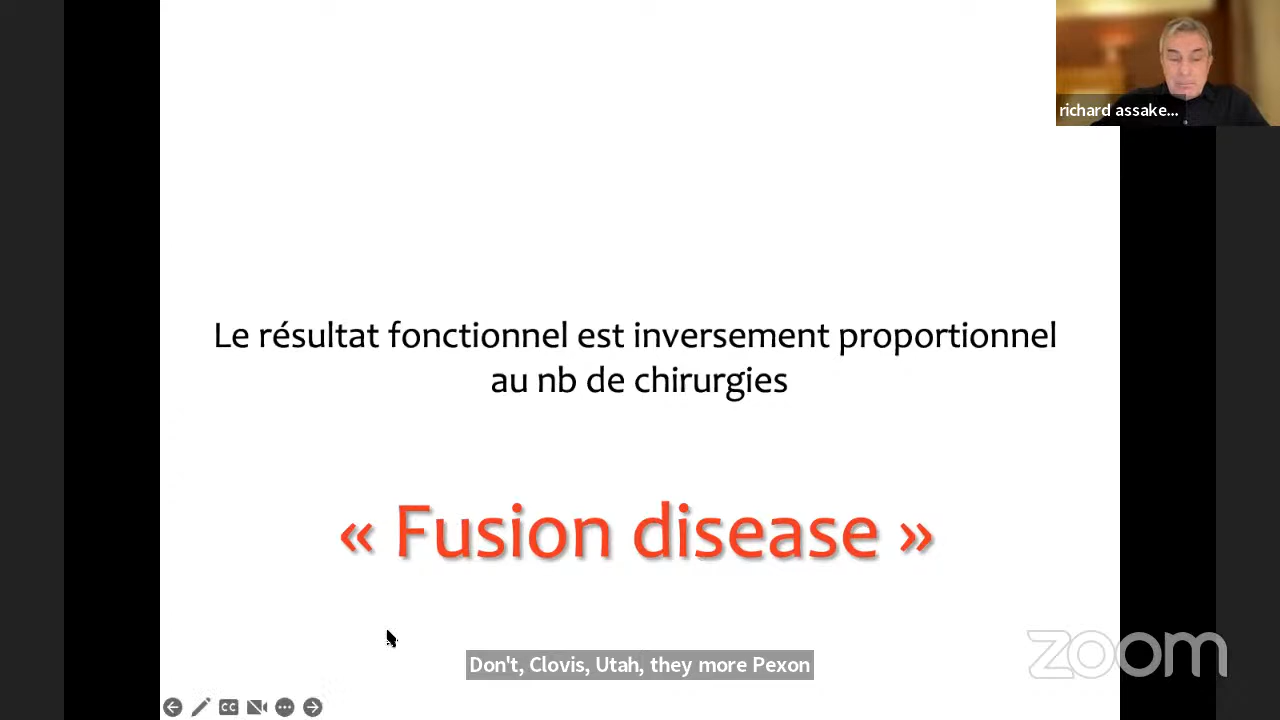 richard assake...
Le résultat fonctionnel est inversement proportionnel
au nb de chirurgies
« Fusion disease »
Don't, Clovis, Utah, they more Pexon
zoom
CC